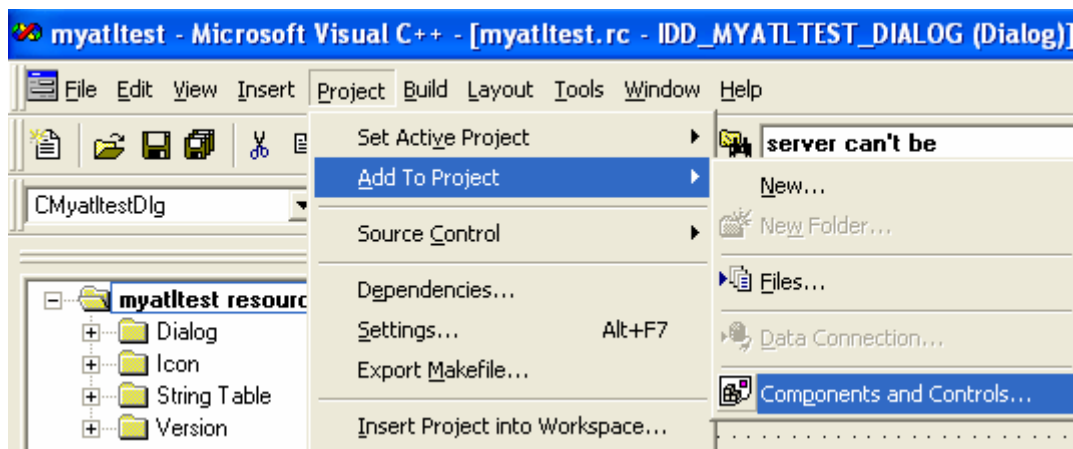 myatltest - Microsoft Visual C++ - [myatltest.rc - IDD_MYATLTEST_DIALOG (Dialog)]
File Edit View Insert Project Build Layout Tools Window Help
server can't be
CMyatltestDlg
Set Active Project
Add To Project
Source Control
Dependencies...
Settings... Alt+F7
Export Makefile...
Insert Project into Workspace...
New...
New Folder...
Files...
Data Connection...
Components and Controls...
myatltest resourc
Dialog
Icon
String Table
Version